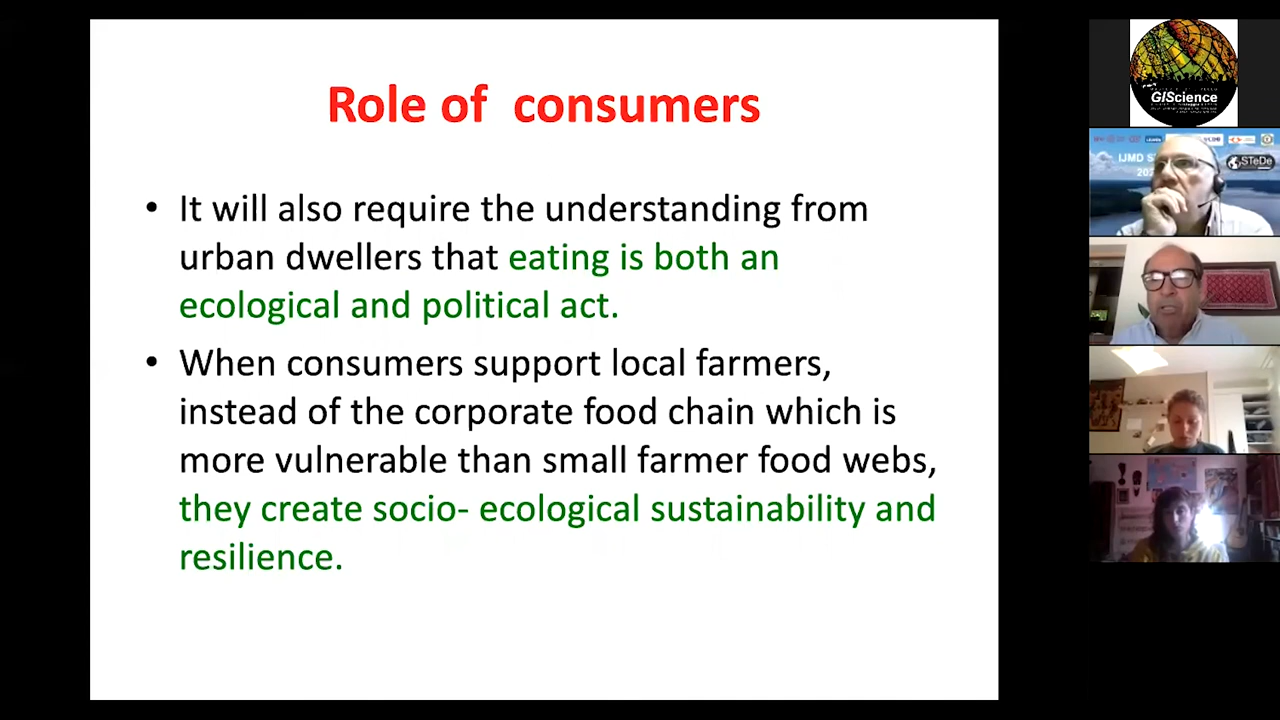 Role of  consumers
• It will also require the understanding from
urban dwellers that eating is both an
ecological and political act.
• When consumers support local farmers,
instead of the corporate food chain which is
more vulnerable than small farmer food webs,
they create socio- ecological sustainability and
resilience.
GIScience
IJMD S
STeDe